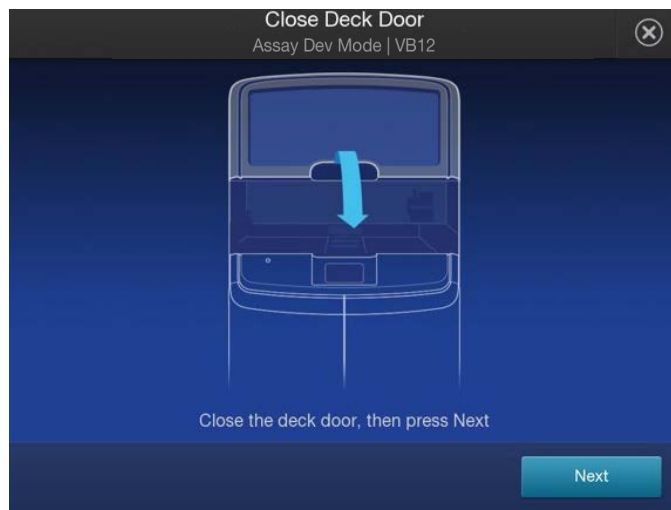 Close Deck Door
Assay Dev Mode | VB12
Close the deck door, then press Next
Next